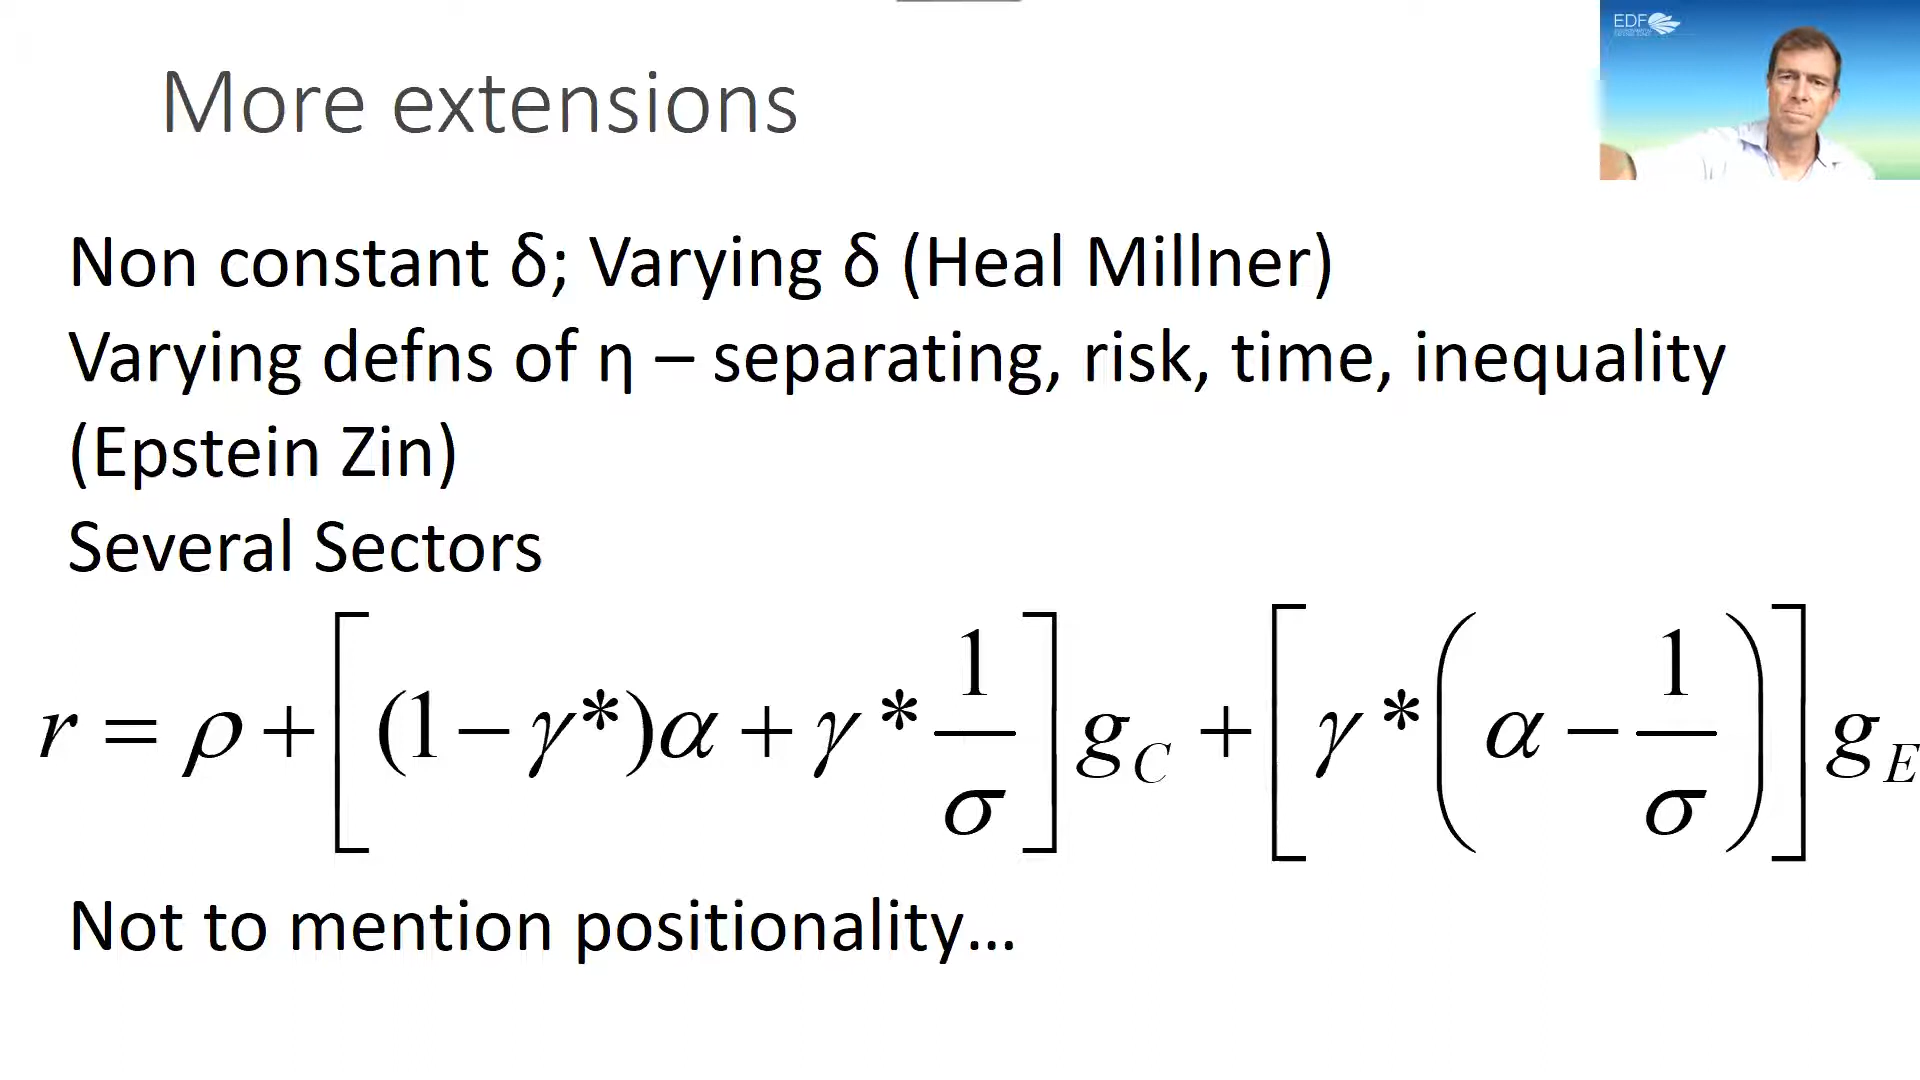 EDF
More extensions
Non constant δ; Varying δ (Heal Millner)
Varying defns of η – separating, risk, time, inequality
(Epstein Zin)
Several Sectors
r = ρ + [(1 − γ*)α + γ* 1/σ] g_C + [γ* (α − 1/σ)] g_E
Not to mention positionality…